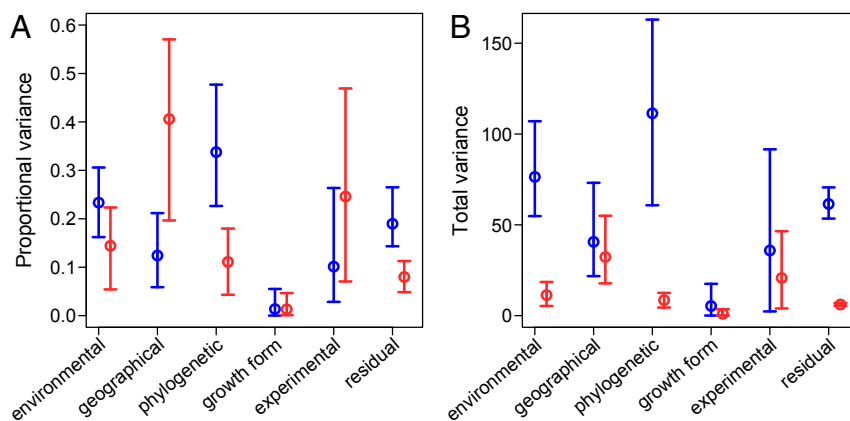 A
Proportional variance
0.6
0.5
0.4
0.3
0.2
0.1
0.0
environmental
geographical
phylogenetic
growth form
experimental
residual
B
Total variance
150
100
50
0
environmental
geographical
phylogenetic
growth form
experimental
residual